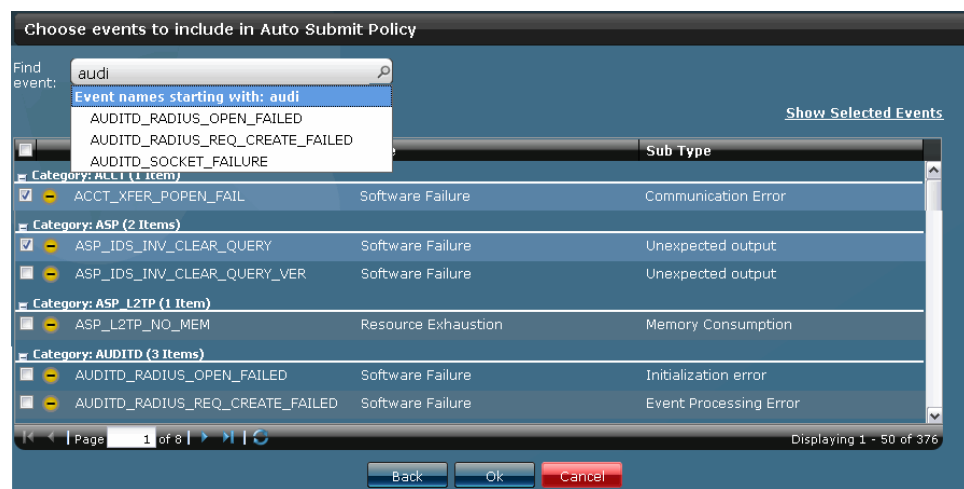 Choose events to include in Auto Submit Policy
Find event:
audi
Event names starting with: audi
AUDITD_RADIUS_OPEN_FAILED
AUDITD_RADIUS_REQ_CREATE_FAILED
AUDITD_SOCKET_FAILURE
Show Selected Events
Sub Type
Category: ACCT (1 Item)
ACCT_XFER_POPEN_FAIL Software Failure Communication Error
Category: ASP (2 Items)
ASP_IDS_INV_CLEAR_QUERY Software Failure Unexpected output
ASP_IDS_INV_CLEAR_QUERY_VER Software Failure Unexpected output
Category: ASP_L2TP (1 Item)
ASP_L2TP_NO_MEM Resource Exhaustion Memory Consumption
Category: AUDITD (3 Items)
AUDITD_RADIUS_OPEN_FAILED Software Failure Initialization error
AUDITD_RADIUS_REQ_CREATE_FAILED Software Failure Event Processing Error
Page 1 of 8 Displaying 1 - 50 of 376
Back Ok Cancel